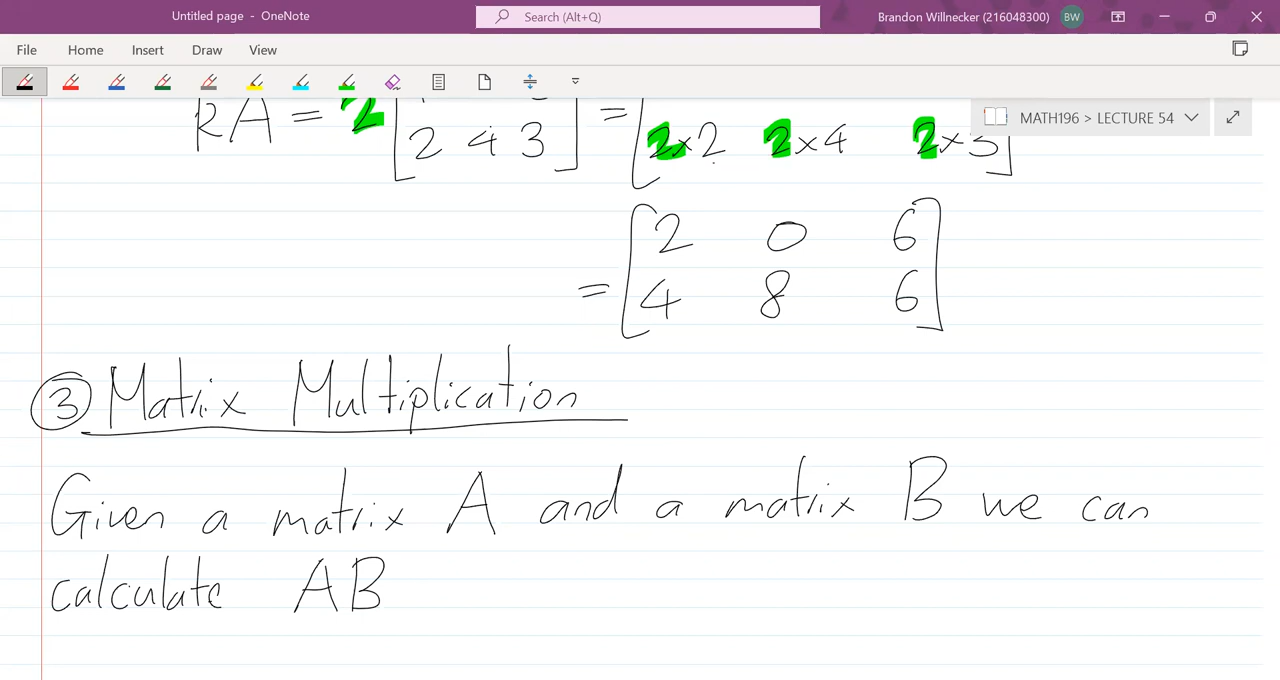 Untitled page - OneNote
Search (Alt+Q)
Brandon Willnecker (216048300)
BW
File Home Insert Draw View
MATH196 > LECTURE 54
RA = 2 [ 2 4 3 ] = [ 2×2 2×4 2×3 ]
= [ 2 0 6
4 8 6 ]
③ Matrix Multiplication
Given a matrix A and a matrix B we can
calculate AB